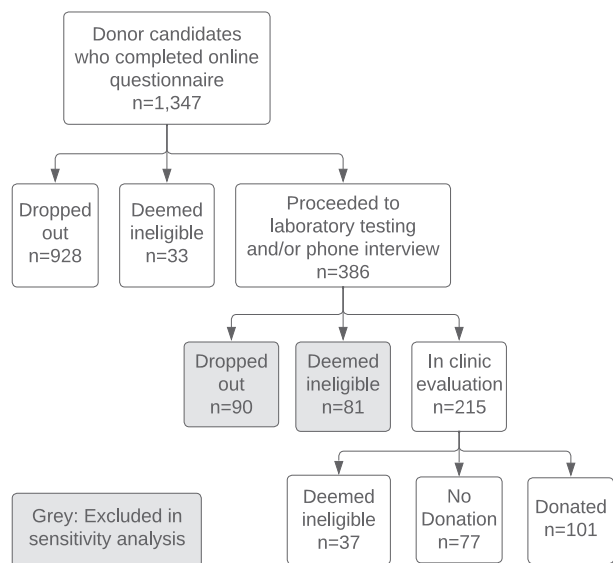 Donor candidates
who completed online
questionnaire
n=1,347
Dropped
out
n=928
Deemed
ineligible
n=33
Proceeded to
laboratory testing
and/or phone interview
n=386
Dropped
out
n=90
Deemed
ineligible
n=81
In clinic
evaluation
n=215
Deemed
ineligible
n=37
No
Donation
n=77
Donated
n=101
Grey: Excluded in
sensitivity analysis